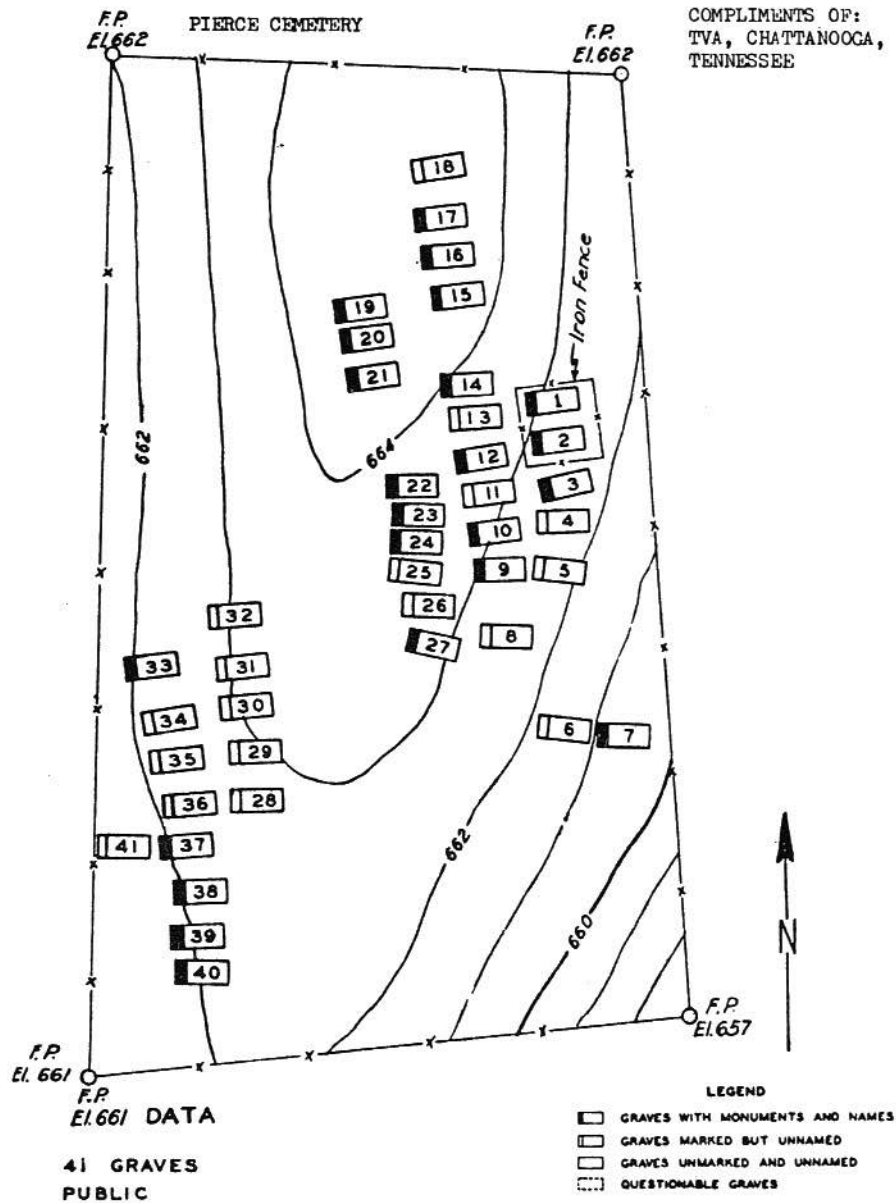 PIERCE CEMETERY
COMPLIMENTS OF:
TVA, CHATTANOOGA,
TENNESSEE
F.P.
El.662
F.P.
El.662
18
17
16
15
19
20
21
Iron Fence
14
13
1
2
12
3
11
4
10
9
5
664
22
23
24
25
26
27
8
662
32
33
31
30
34
29
35
36
28
41
37
38
39
40
6
7
662
660
N
F.P.
El.657
F.P.
El. 661
F.P.
El.661
DATA
41 GRAVES
PUBLIC
LEGEND
GRAVES WITH MONUMENTS AND NAMES
GRAVES MARKED BUT UNNAMED
GRAVES UNMARKED AND UNNAMED
QUESTIONABLE GRAVES